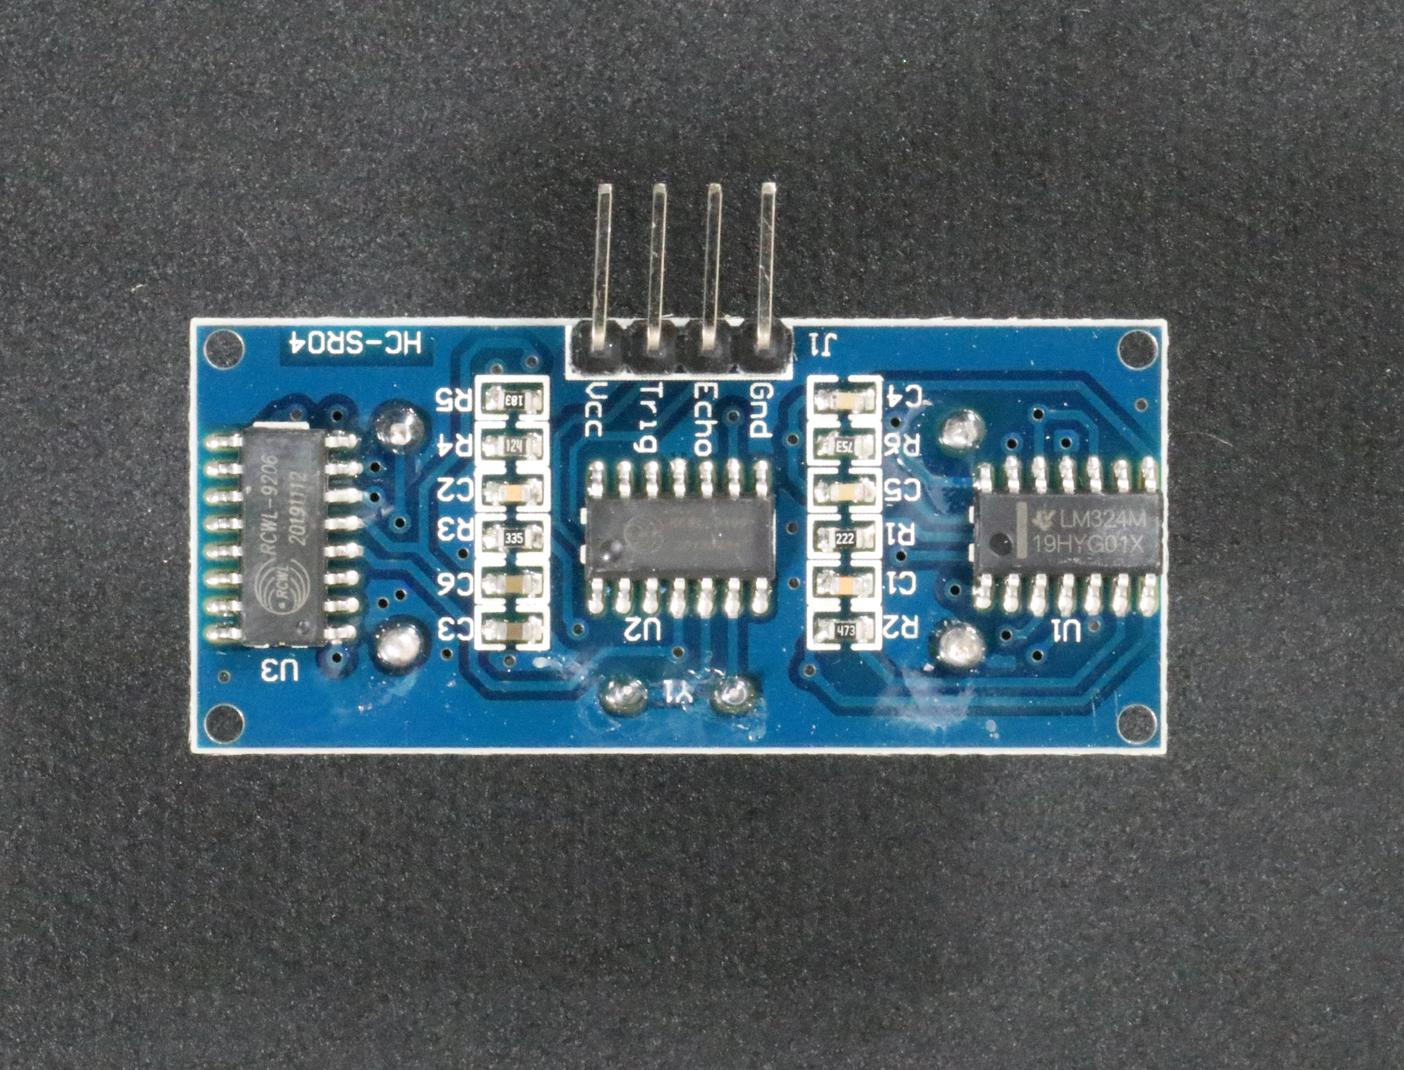 HC-SR04
J1
Vcc
Trig
Echo
Gnd
R5
183
R4
124
C2
R3
335
C6
C3
C4
R6
753
C5
R1
222
C1
R2
473
RCWL-9206
20191112
RCWL
U3
U2
Y1
LM324M
19HYG01X
U1